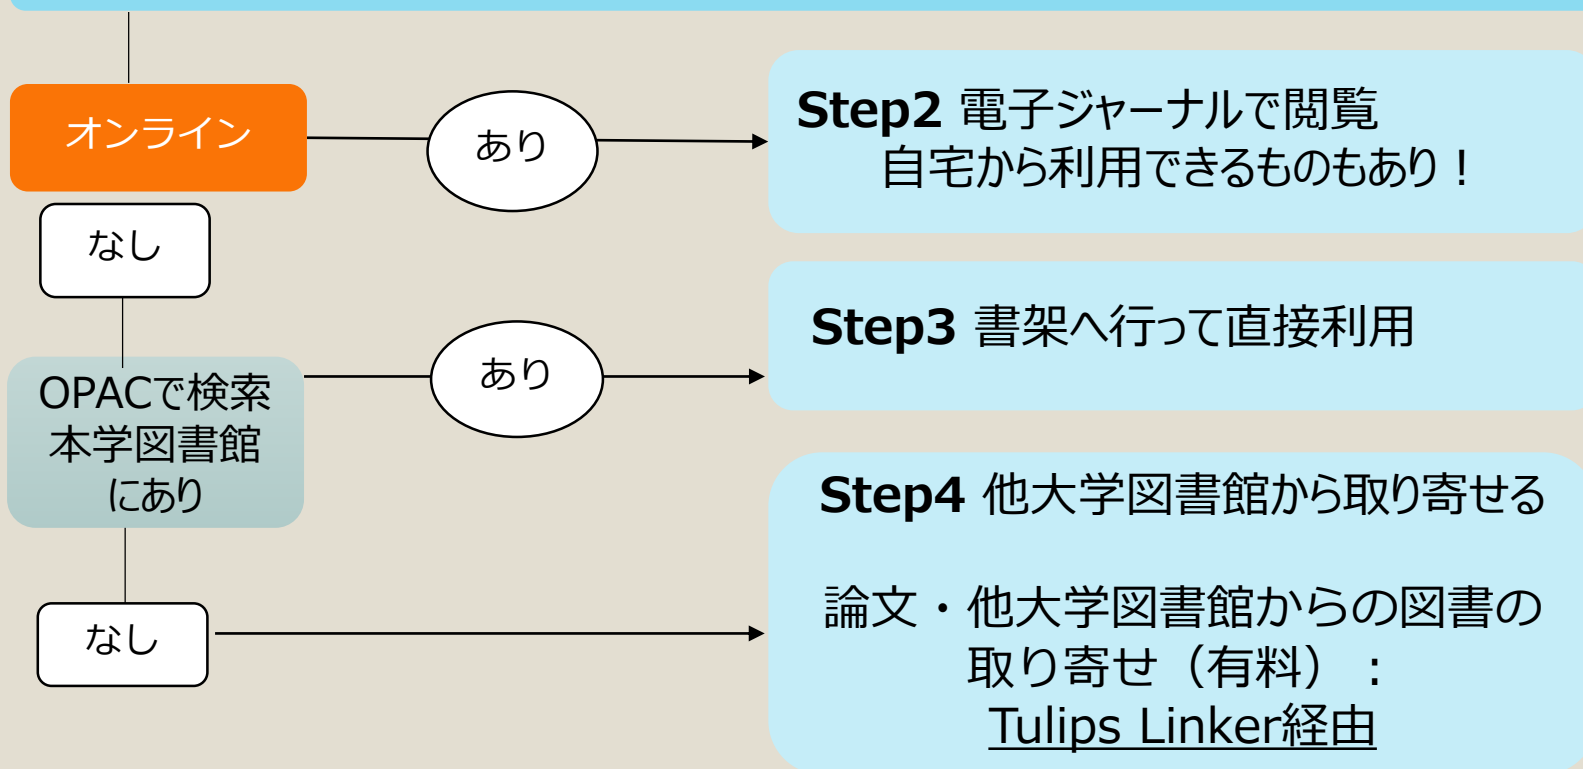 オンライン
あり
Step2 電子ジャーナルで閲覧
自宅から利用できるものもあり！
なし
Step3 書架へ行って直接利用
あり
OPACで検索
本学図書館
にあり
Step4 他大学図書館から取り寄せる
論文・他大学図書館からの図書の
取り寄せ（有料）：
Tulips Linker経由
なし